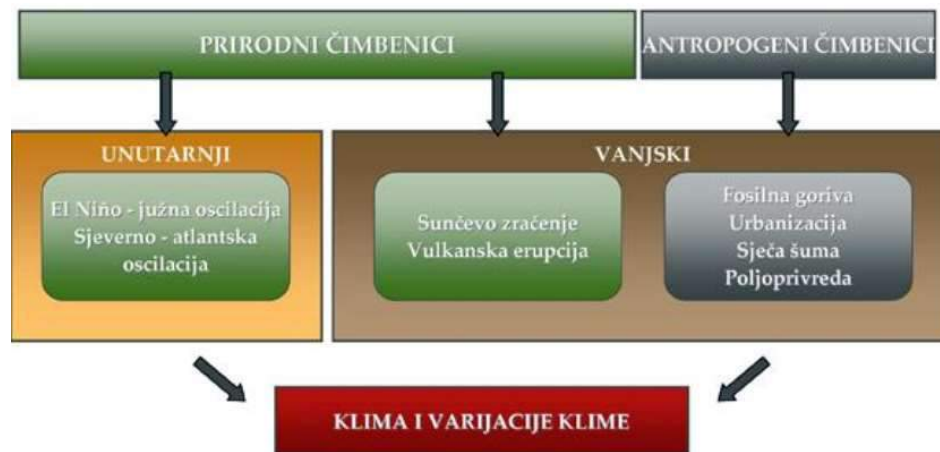 PRIRODNI ČIMBENICI
ANTROPOGENI ČIMBENICI
UNUTARNJI
El Niño - južna oscilacija
Sjeverno - atlantska
oscilacija
VANJSKI
Sunčevo zračenje
Vulkanska erupcija
Fosilna goriva
Urbanizacija
Sječa šuma
Poljoprivreda
KLIMA I VARIJACIJE KLIME